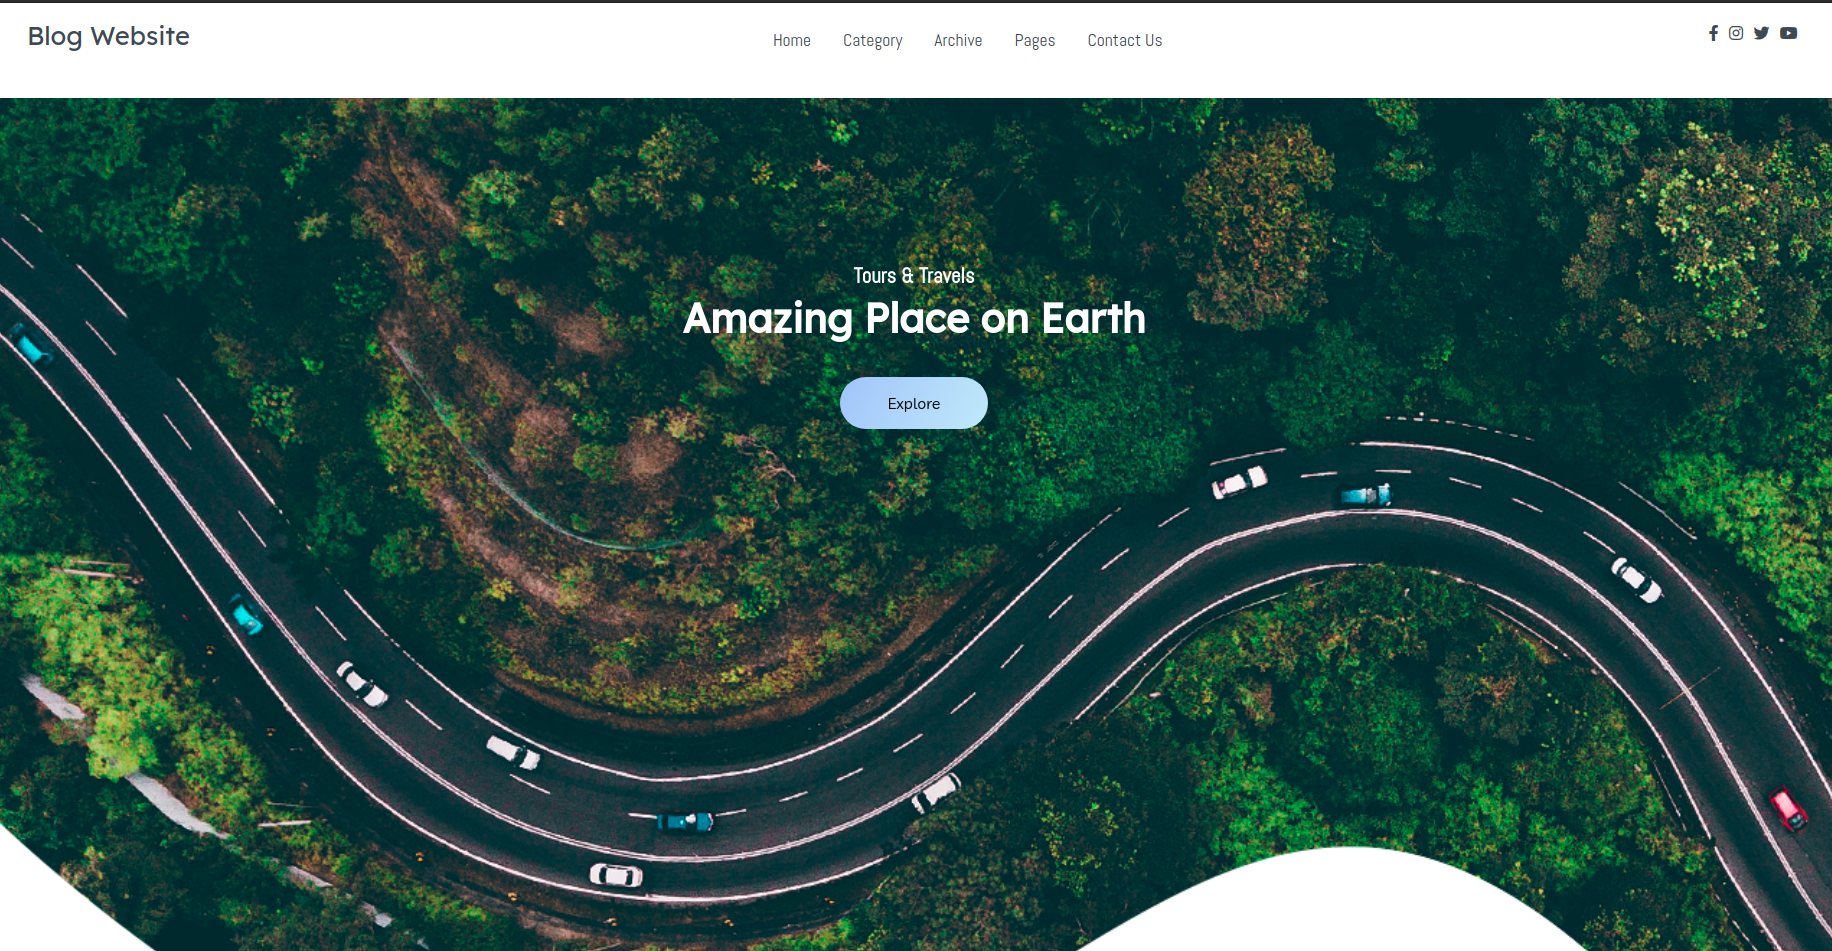 Blog Website
Home Category Archive Pages Contact Us
Tours & Travels
Amazing Place on Earth
Explore